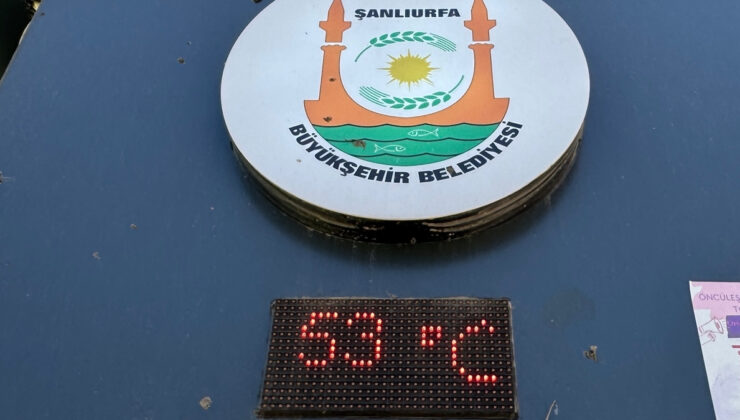 ŞANLIURFA
BÜYÜKŞEHİR BELEDİYESİ
53 °C